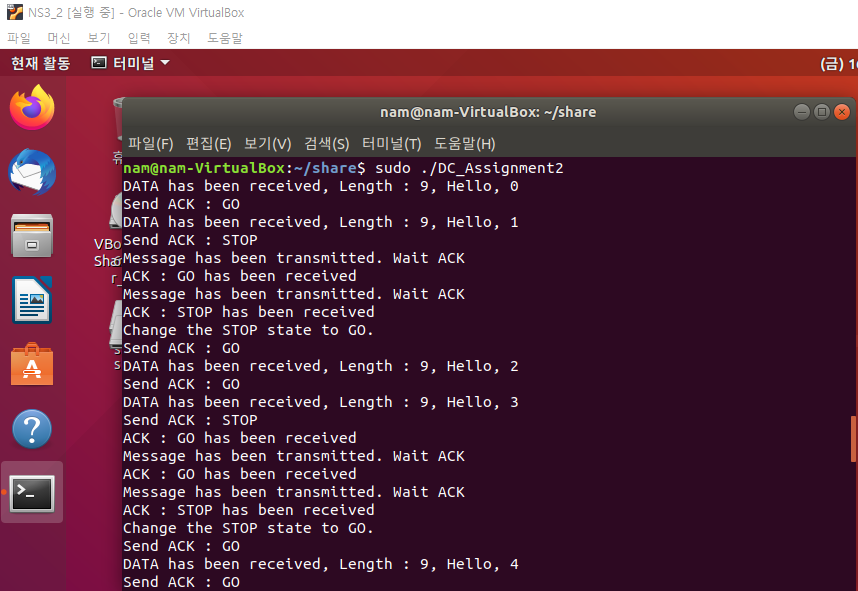 NS3_2 [실행 중] - Oracle VM VirtualBox
파일 머신 보기 입력 장치 도움말
현재 활동 터미널 (금) 1
nam@nam-VirtualBox: ~/share
파일(F) 편집(E) 보기(V) 검색(S) 터미널(T) 도움말(H)
휴
VBo
Sha
r_
s
s
nam@nam-VirtualBox:~/share$ sudo ./DC_Assignment2
DATA has been received, Length : 9, Hello, 0
Send ACK : GO
DATA has been received, Length : 9, Hello, 1
Send ACK : STOP
Message has been transmitted. Wait ACK
ACK : GO has been received
Message has been transmitted. Wait ACK
ACK : STOP has been received
Change the STOP state to GO.
Send ACK : GO
DATA has been received, Length : 9, Hello, 2
Send ACK : GO
DATA has been received, Length : 9, Hello, 3
Send ACK : STOP
ACK : GO has been received
Message has been transmitted. Wait ACK
ACK : GO has been received
Message has been transmitted. Wait ACK
ACK : STOP has been received
Change the STOP state to GO.
Send ACK : GO
DATA has been received, Length : 9, Hello, 4
Send ACK : GO